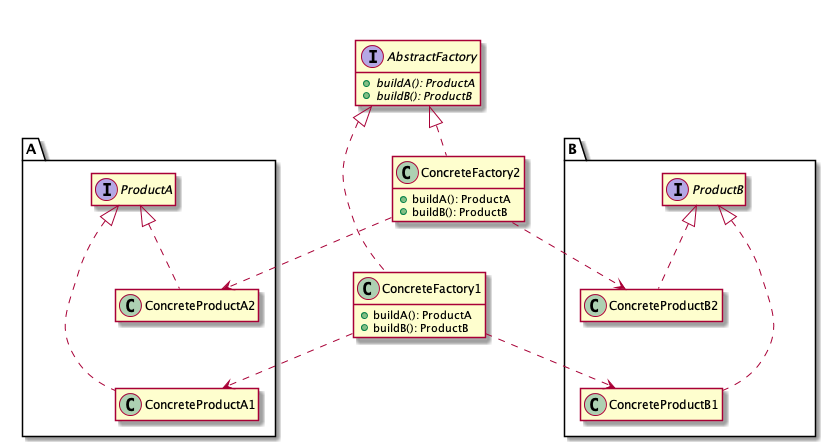 I AbstractFactory
buildA(): ProductA
buildB(): ProductB
A
I ProductA
C ConcreteFactory2
buildA(): ProductA
buildB(): ProductB
B
I ProductB
C ConcreteProductA2
C ConcreteFactory1
buildA(): ProductA
buildB(): ProductB
C ConcreteProductB2
C ConcreteProductA1
C ConcreteProductB1